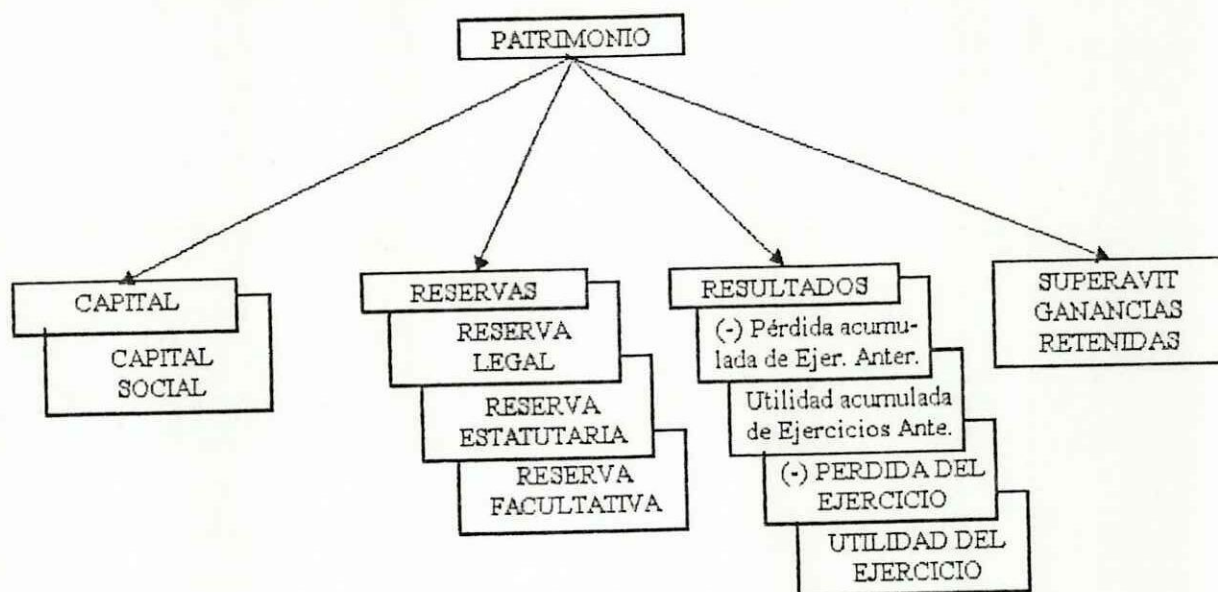 PATRIMONIO
CAPITAL
CAPITAL
SOCIAL
RESERVAS
RESERVA
LEGAL
RESERVA
ESTATUTARIA
RESERVA
FACULTATIVA
RESULTADOS
(-) Pérdida acumu-
lada de Ejer. Anter.
Utilidad acumulada
de Ejercicios Ante.
(-) PERDIDA DEL
EJERCICIO
UTILIDAD DEL
EJERCICIO
SUPERAVIT
GANANCIAS
RETENIDAS